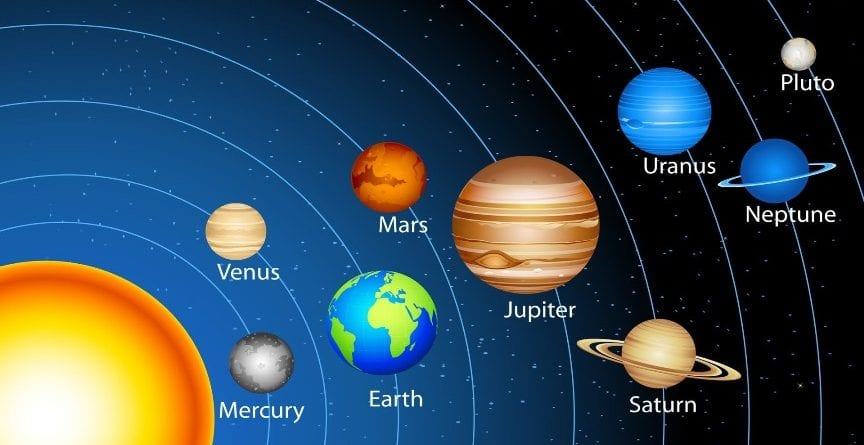 Mercury
Venus
Earth
Mars
Jupiter
Saturn
Uranus
Neptune
Pluto